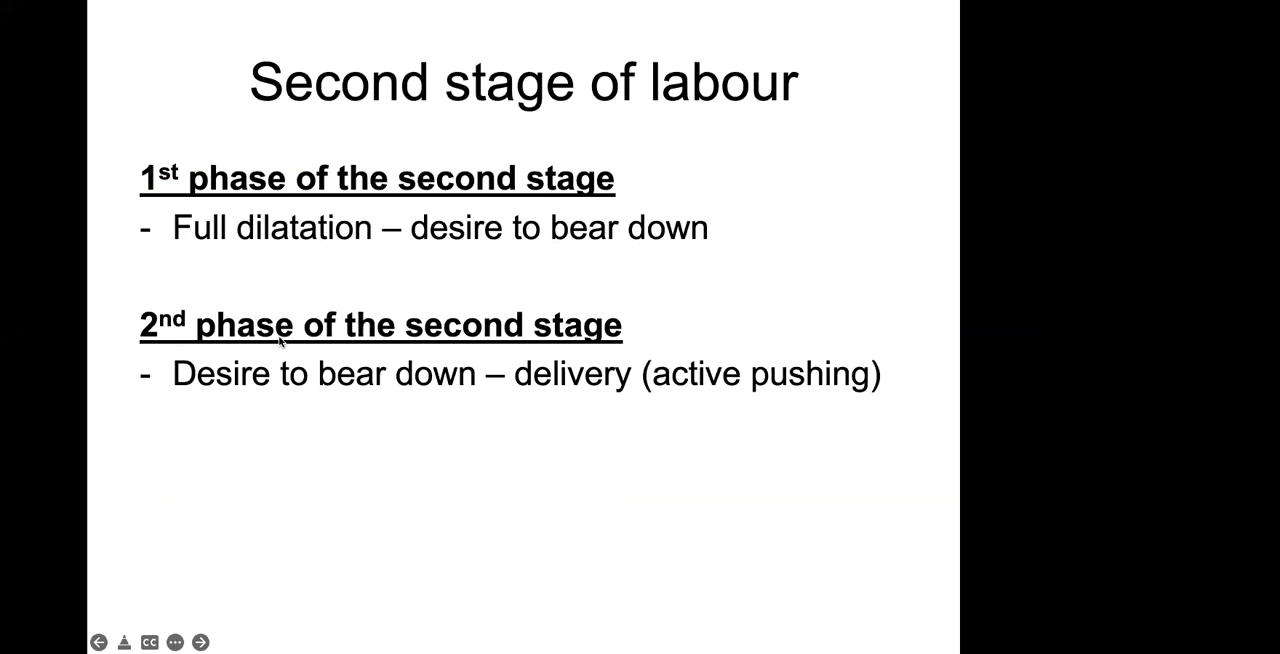 Second stage of labour
1st phase of the second stage
- Full dilatation – desire to bear down
2nd phase of the second stage
- Desire to bear down – delivery (active pushing)
CC